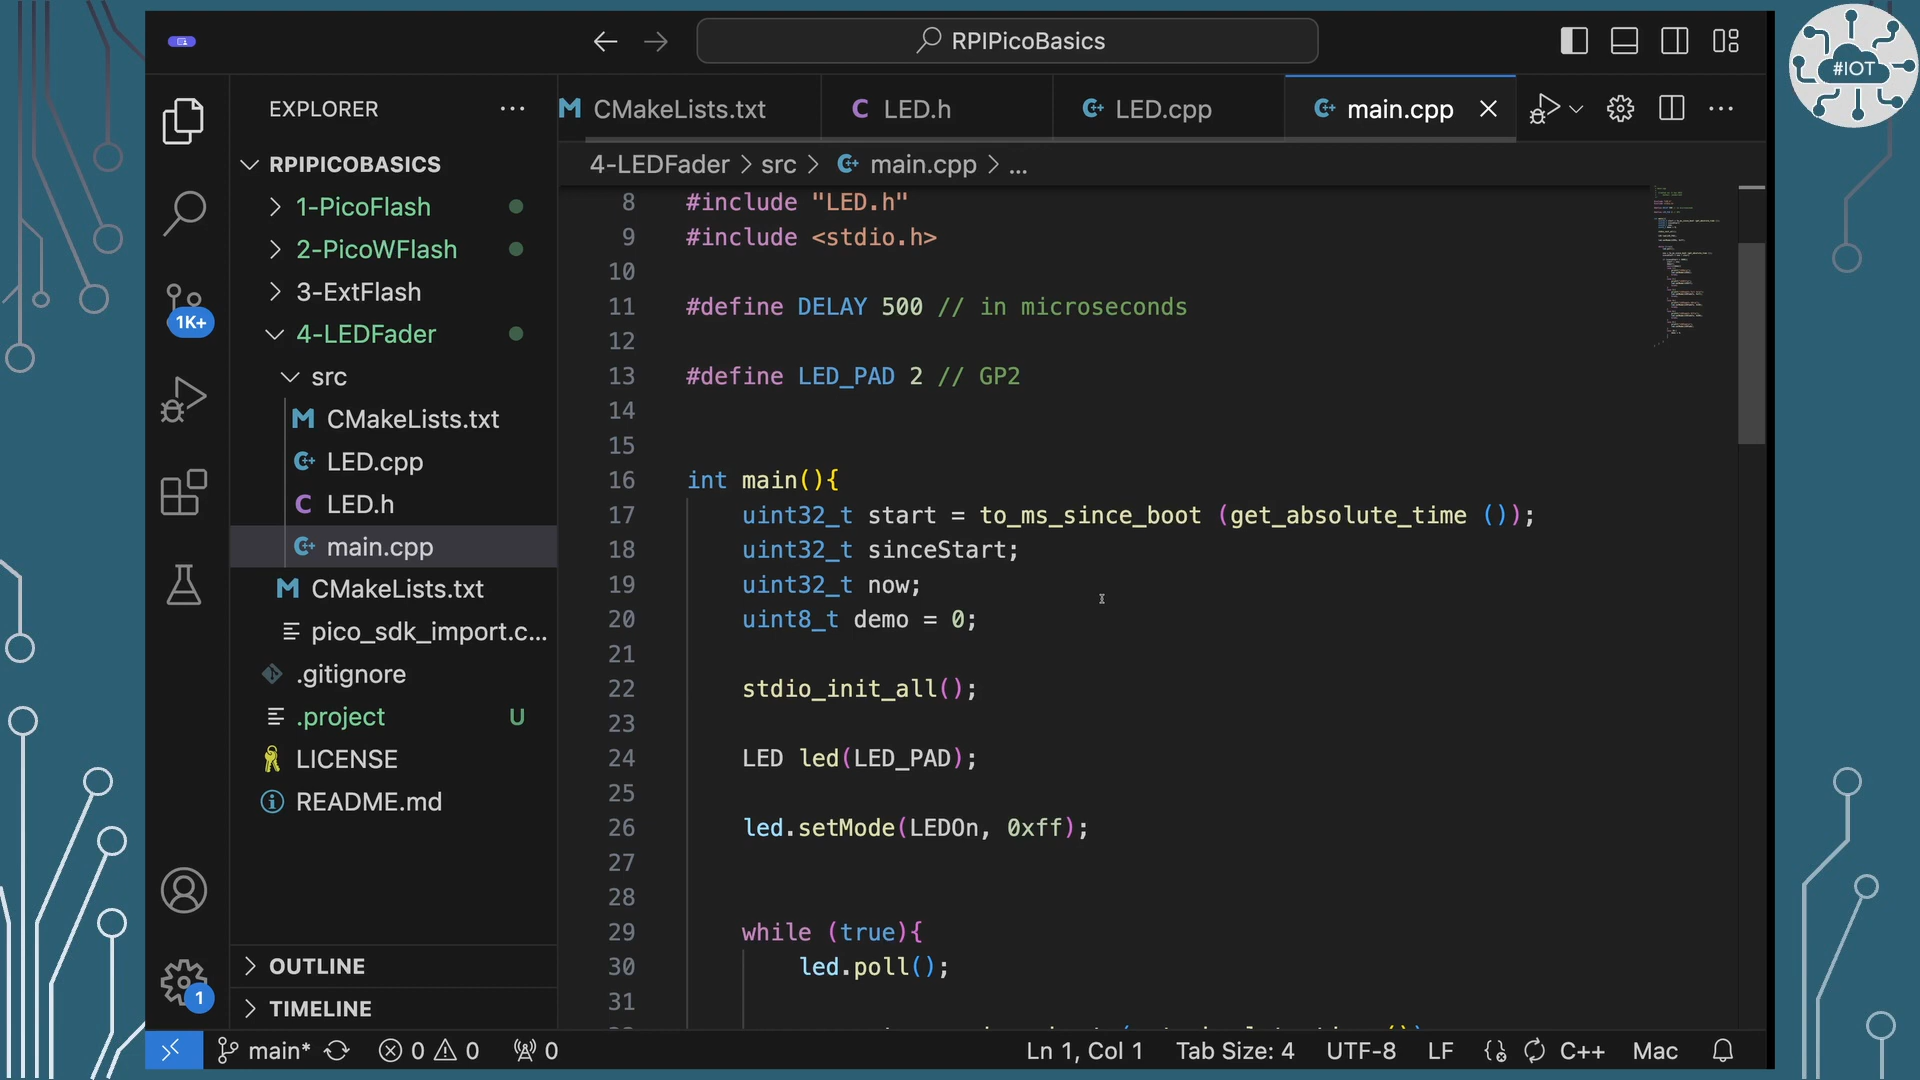 RPIPicoBasics
#IOT
EXPLORER
CMakeLists.txt
LED.h
LED.cpp
main.cpp
4-LEDFader > src > main.cpp > ...
RPIPICOBASICS
1-PicoFlash
2-PicoWFlash
3-ExtFlash
4-LEDFader
src
CMakeLists.txt
LED.cpp
LED.h
main.cpp
CMakeLists.txt
pico_sdk_import.c...
.gitignore
.project U
LICENSE
README.md
OUTLINE
TIMELINE
1K+
1
8 #include "LED.h"
9 #include <stdio.h>
10
11 #define DELAY 500 // in microseconds
12
13 #define LED_PAD 2 // GP2
14
15
16 int main(){
17 uint32_t start = to_ms_since_boot (get_absolute_time ());
18 uint32_t sinceStart;
19 uint32_t now;
20 uint8_t demo = 0;
21
22 stdio_init_all();
23
24 LED led(LED_PAD);
25
26 led.setMode(LEDOn, 0xff);
27
28
29 while (true){
30 led.poll();
31
main* 0 0 0 Ln 1, Col 1 Tab Size: 4 UTF-8 LF C++ Mac